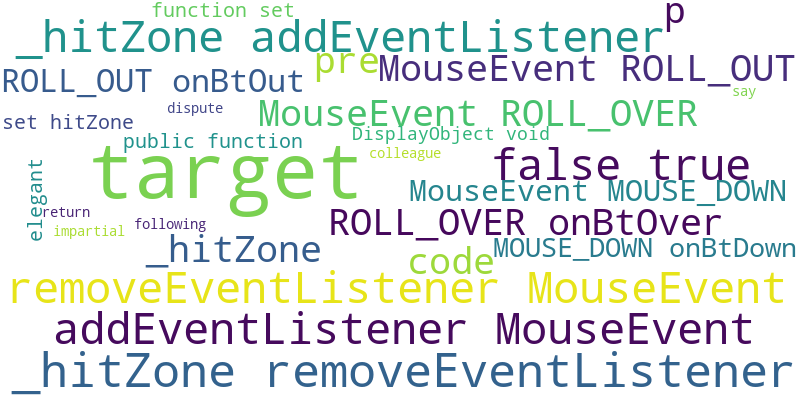 function set
p
_hitZone addEventListener
pre
MouseEvent ROLL_OUT
ROLL_OUT onBtOut
say
dispute
MouseEvent ROLL_OVER
set hitZone
public function
DisplayObject void
colleague
target
false true
elegant
MouseEvent MOUSE_DOWN
return
following
impartial
ROLL_OVER onBtOver
_hitZone
code
MOUSE_DOWN onBtDown
removeEventListener MouseEvent
addEventListener MouseEvent
_hitZone removeEventListener